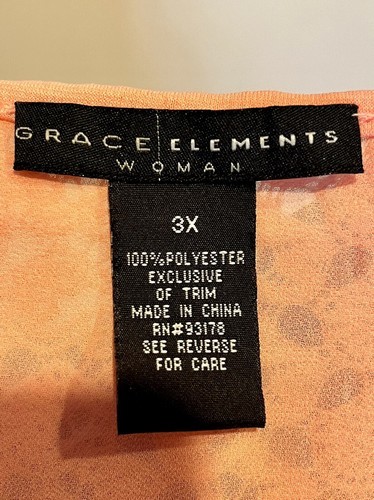 GRACE ELEMENTS
WOMAN
3X
100%POLYESTER
EXCLUSIVE
OF TRIM
MADE IN CHINA
RN#93178
SEE REVERSE
FOR CARE